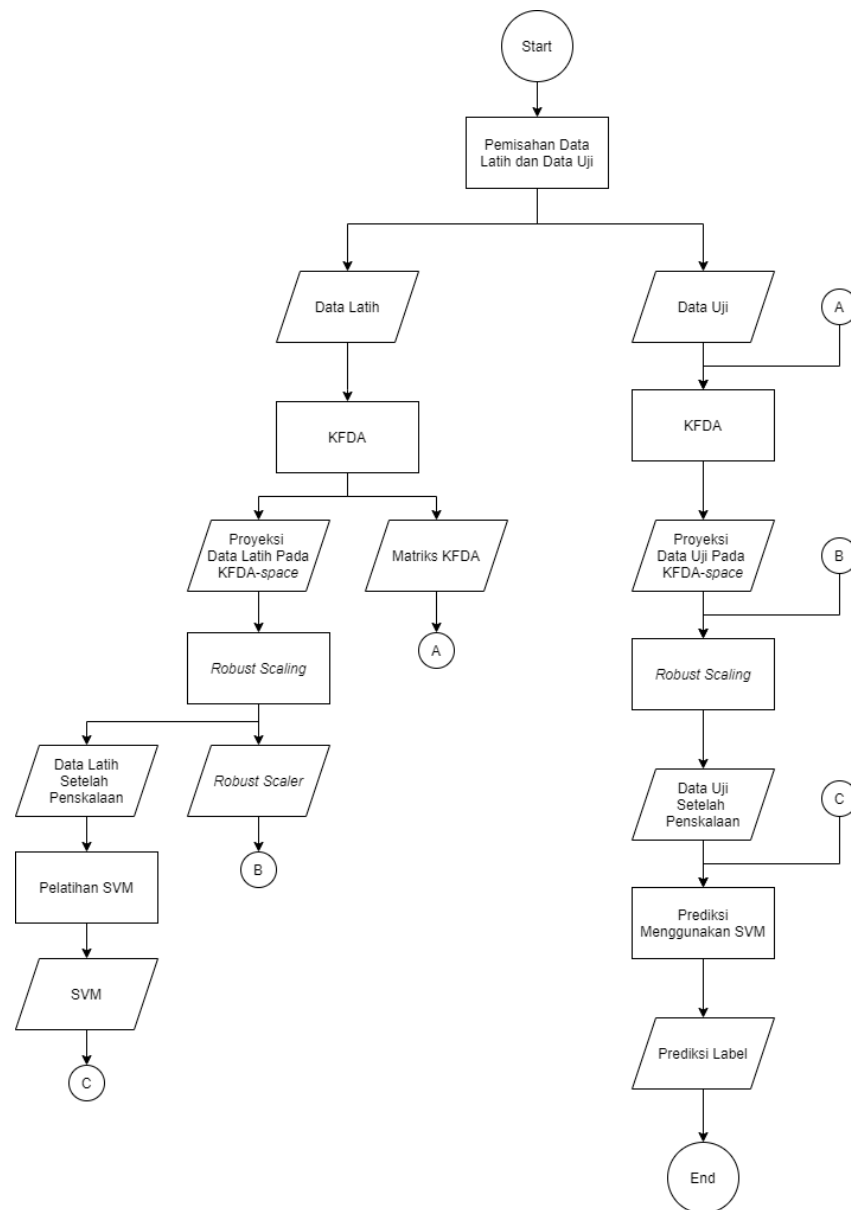 Start
Pemisahan Data
Latih dan Data Uji
Data Latih
Data Uji
A
KFDA
KFDA
Proyeksi
Data Latih Pada
KFDA-space
Matriks KFDA
Proyeksi
Data Uji Pada
KFDA-space
B
A
Robust Scaling
Robust Scaling
Data Latih
Setelah
Penskalaan
Robust Scaler
Data Uji
Setelah
Penskalaan
C
B
Pelatihan SVM
Prediksi
Menggunakan SVM
SVM
C
Prediksi Label
End